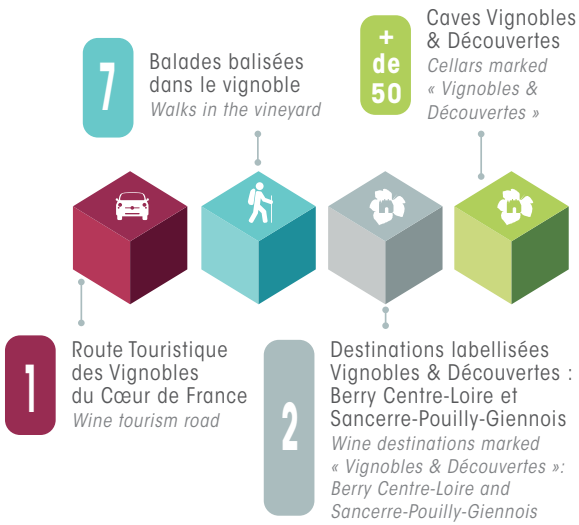 7
Balades balisées
dans le vignoble
Walks in the vineyard
+
de
50
Caves Vignobles
& Découvertes
Cellars marked
« Vignobles &
Découvertes »
1
Route Touristique
des Vignobles
du Cœur de France
Wine tourism road
2
Destinations labellisées
Vignobles & Découvertes :
Berry Centre-Loire et
Sancerre-Pouilly-Giennois
Wine destinations marked
« Vignobles & Découvertes »:
Berry Centre-Loire and
Sancerre-Pouilly-Giennois